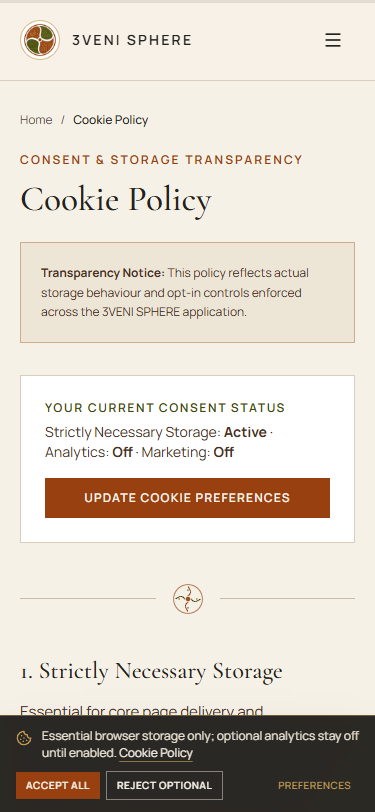 3VENI SPHERE
Home / Cookie Policy
CONSENT & STORAGE TRANSPARENCY
Cookie Policy
Transparency Notice: This policy reflects actual
storage behaviour and opt-in controls enforced
across the 3VENI SPHERE application.
YOUR CURRENT CONSENT STATUS
Strictly Necessary Storage: Active ·
Analytics: Off · Marketing: Off
UPDATE COOKIE PREFERENCES
1. Strictly Necessary Storage
Essential for core page delivery and
Essential browser storage only; optional analytics stay off
until enabled. Cookie Policy
ACCEPT ALL REJECT OPTIONAL PREFERENCES